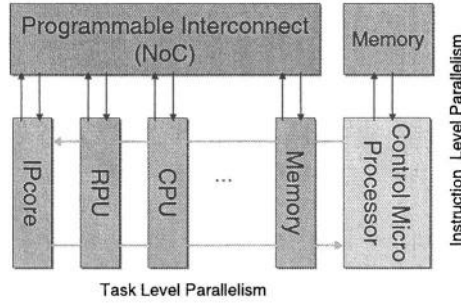 Programmable Interconnect
(NoC)
Memory
IPcore
RPU
CPU
...
Memory
Control Micro
Processor
Instruction Level Parallelism
Task Level Parallelism